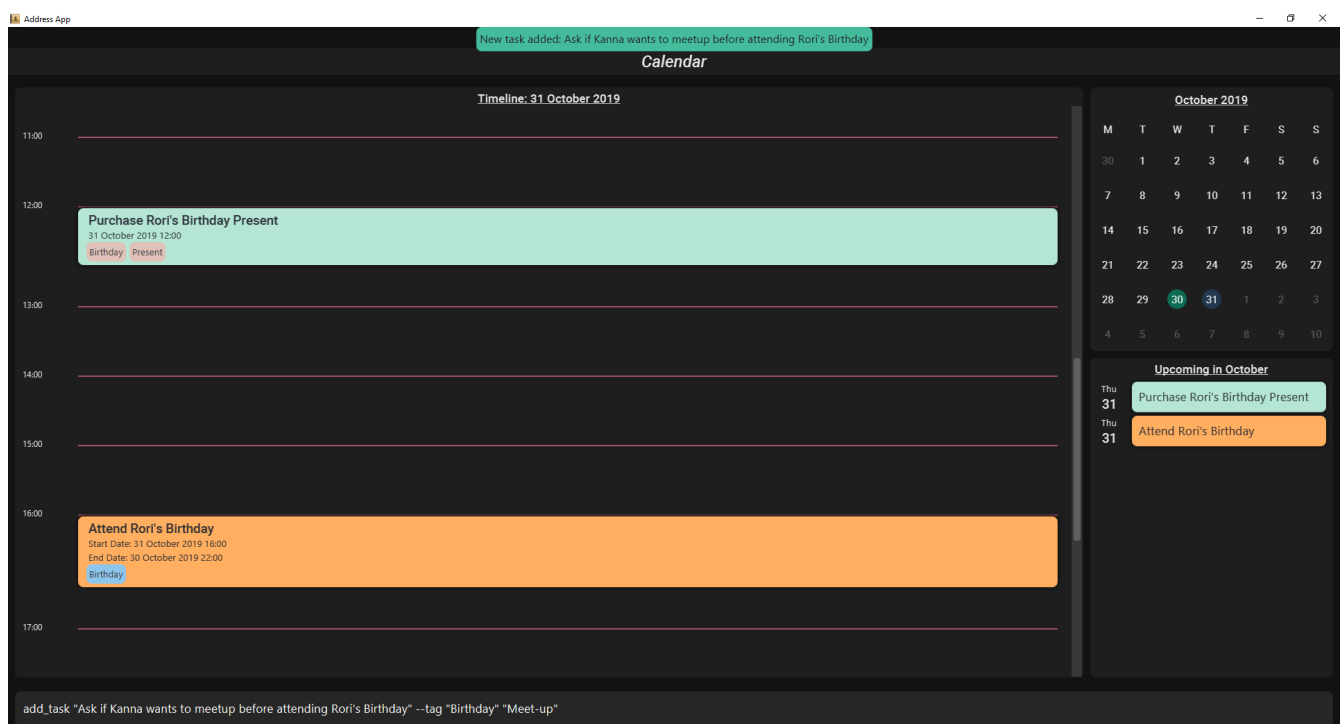 Address App
New task added: Ask if Kanna wants to meetup before attending Rori's Birthday
Calendar
Timeline: 31 October 2019
11:00
12:00
Purchase Rori's Birthday Present
31 October 2019 12:00
Birthday Present
13:00
14:00
15:00
16:00
Attend Rori's Birthday
Start Date: 31 October 2019 16:00
End Date: 30 October 2019 22:00
Birthday
17:00
October 2019
M T W T F S S
30 1 2 3 4 5 6
7 8 9 10 11 12 13
14 15 16 17 18 19 20
21 22 23 24 25 26 27
28 29 30 31 1 2 3
4 5 6 7 8 9 10
Upcoming in October
Thu
31
Purchase Rori's Birthday Present
Thu
31
Attend Rori's Birthday
add_task "Ask if Kanna wants to meetup before attending Rori's Birthday" --tag "Birthday" "Meet-up"